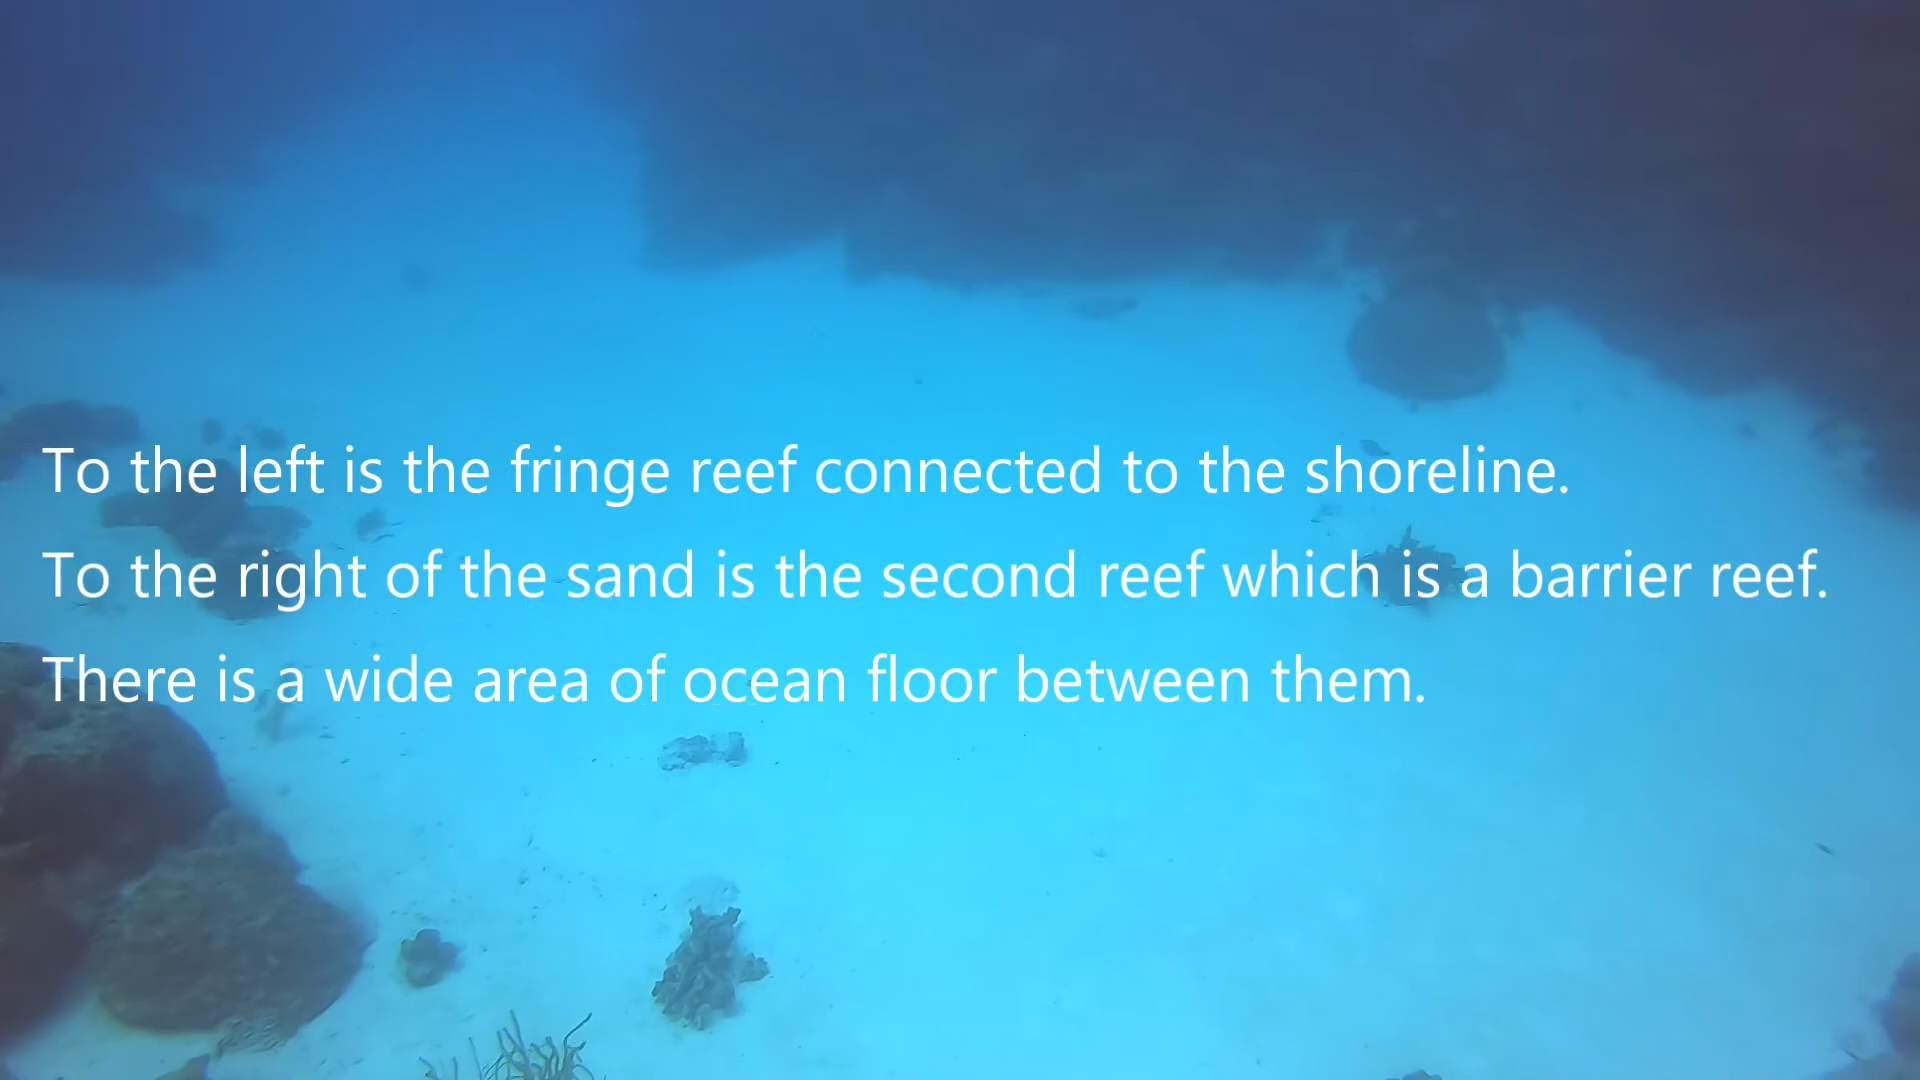 To the left is the fringe reef connected to the shoreline.
To the right of the sand is the second reef which is a barrier reef.
There is a wide area of ocean floor between them.